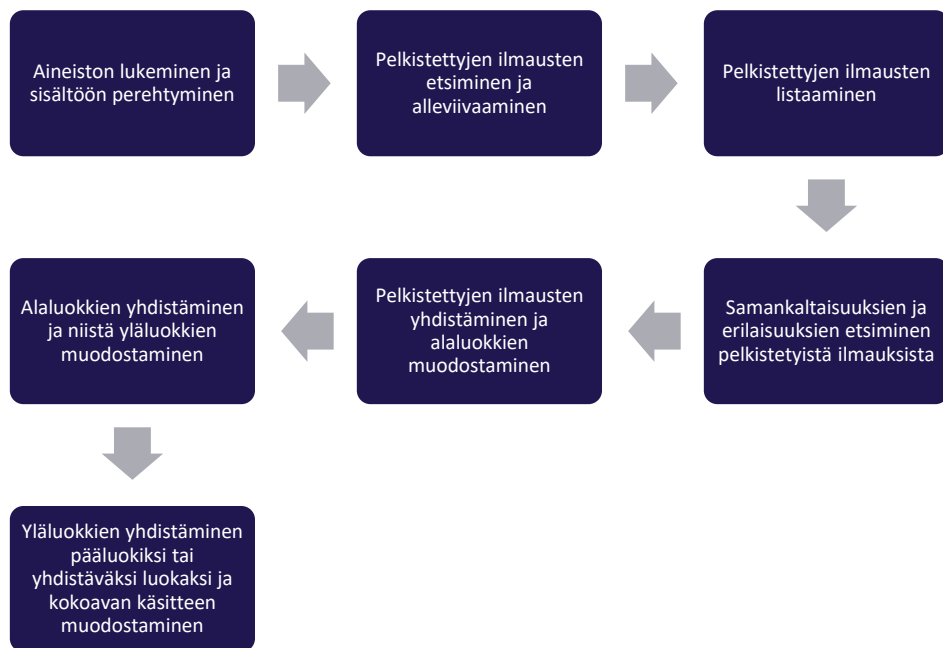 Aineiston lukeminen ja
sisältöön perehtyminen
Pelkistettyjen ilmausten
etsiminen ja
alleviivaaminen
Pelkistettyjen ilmausten
listaaminen
Samankaltaisuuksien ja
erilaisuuksien etsiminen
pelkistetyistä ilmauksista
Pelkistettyjen ilmausten
yhdistäminen ja
alaluokkien
muodostaminen
Alaluokkien yhdistäminen
ja niistä yläluokkien
muodostaminen
Yläluokkien yhdistäminen
pääluokiksi tai
yhdistäväksi luokaksi ja
kokoavan käsitteen
muodostaminen